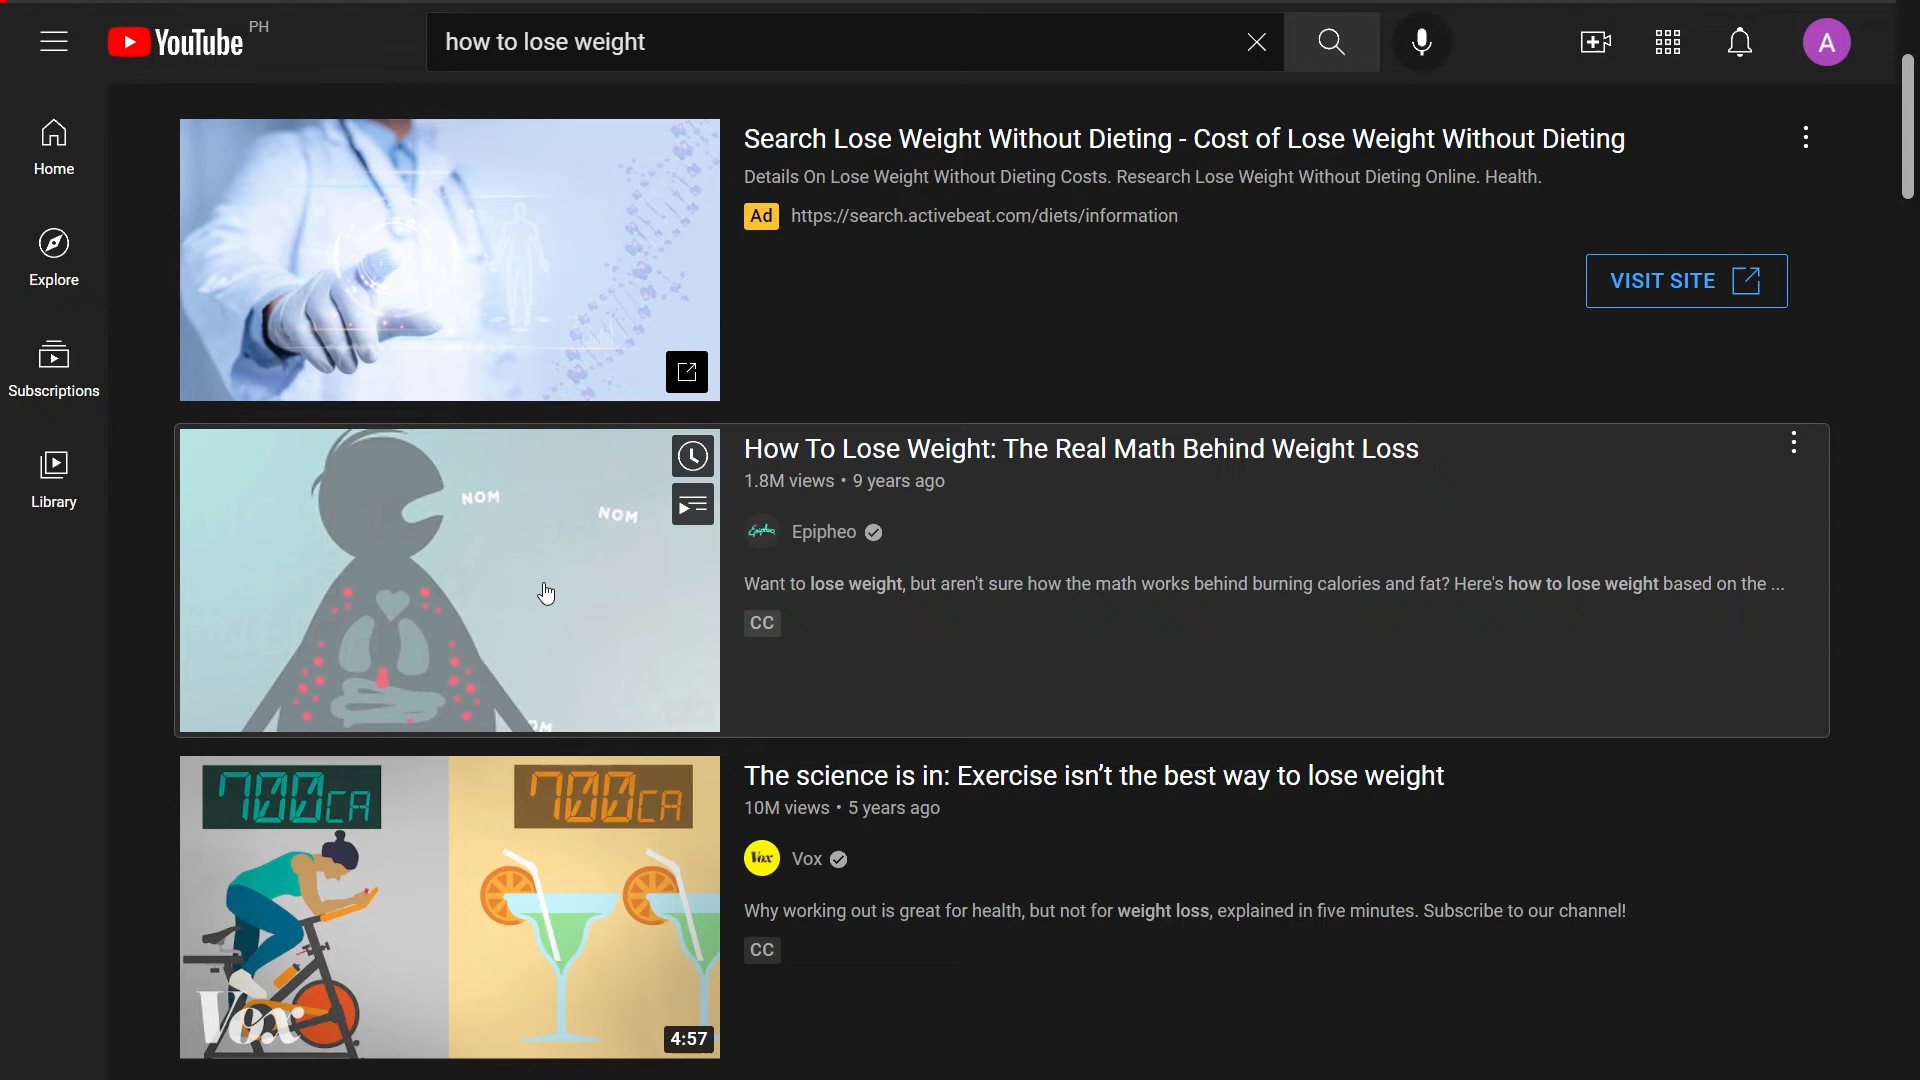 YouTube PH
how to lose weight
A
Home
Explore
Subscriptions
Library
Search Lose Weight Without Dieting - Cost of Lose Weight Without Dieting
Details On Lose Weight Without Dieting Costs. Research Lose Weight Without Dieting Online. Health.
Ad https://search.activebeat.com/diets/information
VISIT SITE
NOM
NOM
OM
How To Lose Weight: The Real Math Behind Weight Loss
1.8M views • 9 years ago
Epipheo Epipheo
Want to lose weight, but aren't sure how the math works behind burning calories and fat? Here's how to lose weight based on the ...
CC
700CA
700CA
Vox
4:57
The science is in: Exercise isn’t the best way to lose weight
10M views • 5 years ago
Vox Vox
Why working out is great for health, but not for weight loss, explained in five minutes. Subscribe to our channel!
CC